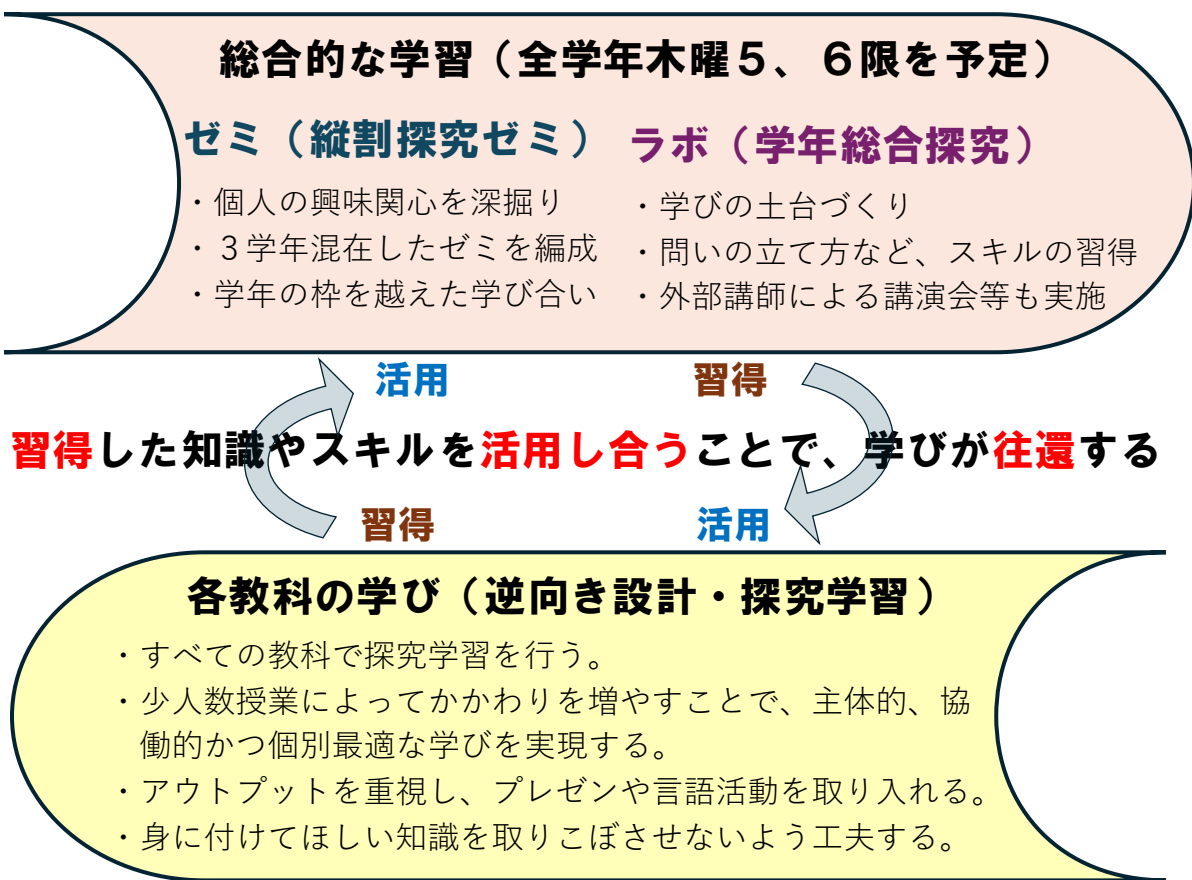 総合的な学習（全学年木曜５、６限を予定）
ゼミ（縦割探究ゼミ）
・個人の興味関心を深掘り
・３学年混在したゼミを編成
・学年の枠を越えた学び合い
ラボ（学年総合探究）
・学びの土台づくり
・問いの立て方など、スキルの習得
・外部講師による講演会等も実施
活用
習得
習得した知識やスキルを活用し合うことで、学びが往還する
習得
活用
各教科の学び（逆向き設計・探究学習）
・すべての教科で探究学習を行う。
・少人数授業によってかかわりを増やすことで、主体的、協
働的かつ個別最適な学びを実現する。
・アウトプットを重視し、プレゼンや言語活動を取り入れる。
・身に付けてほしい知識を取りこぼさせないよう工夫する。